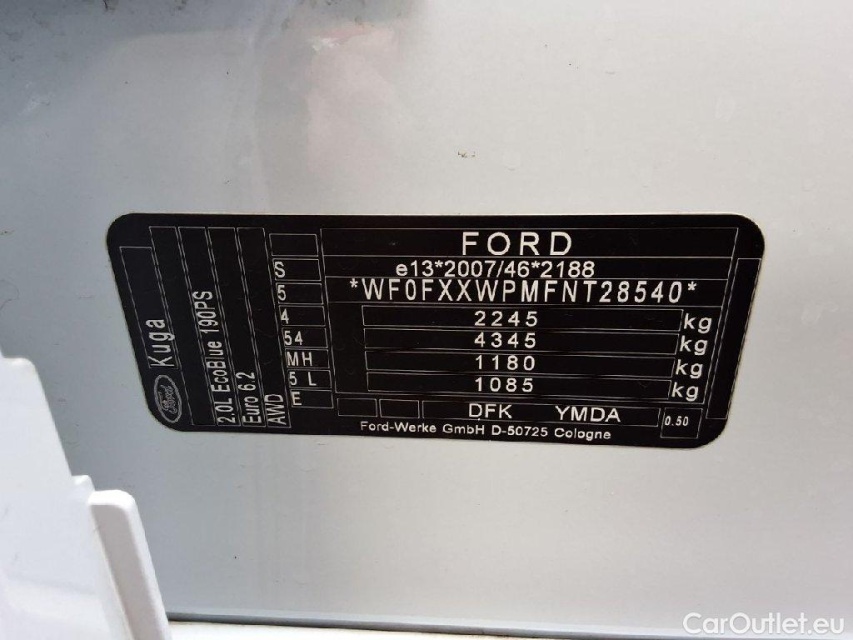 FORD
e13*2007/46*2188
*WF0FXXWPMFNT28540*
2245 kg
4345 kg
1180 kg
1085 kg
DFK YMDA 0.50
Ford-Werke GmbH D-50725 Cologne
S
5
4
54
MH
5 L
E
Ford Kuga
2.0L EcoBlue 190PS
Euro 6.2
AWD
CarOutlet.eu